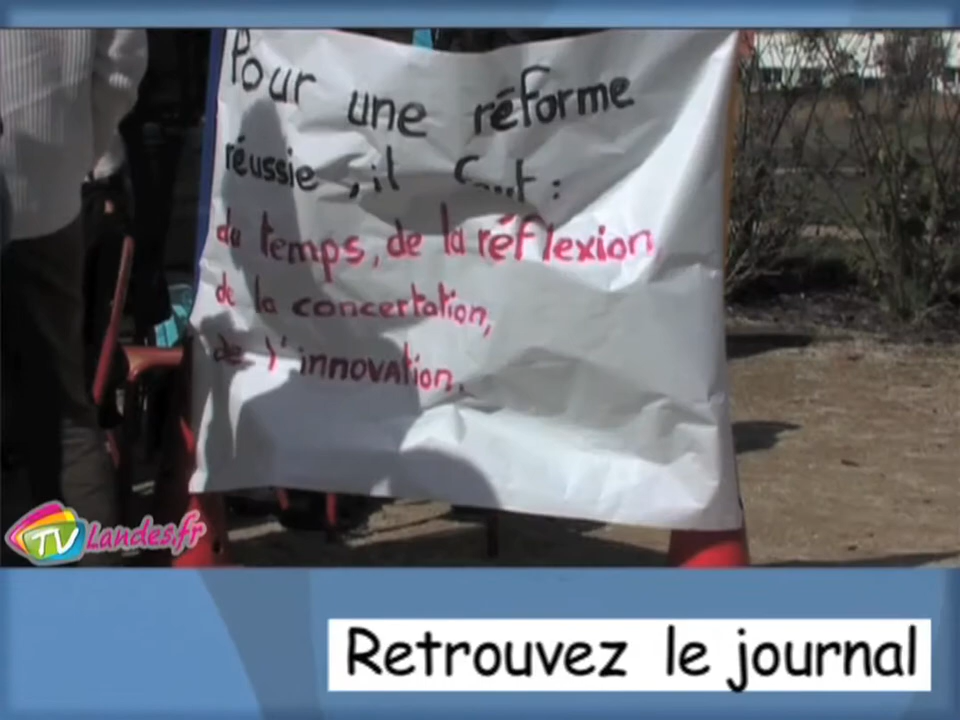 Pour une réforme
réussie, il :
du temps, de la réflexion
de la concertation,
de l'innovation.
TV Landes.fr
Retrouvez le journal